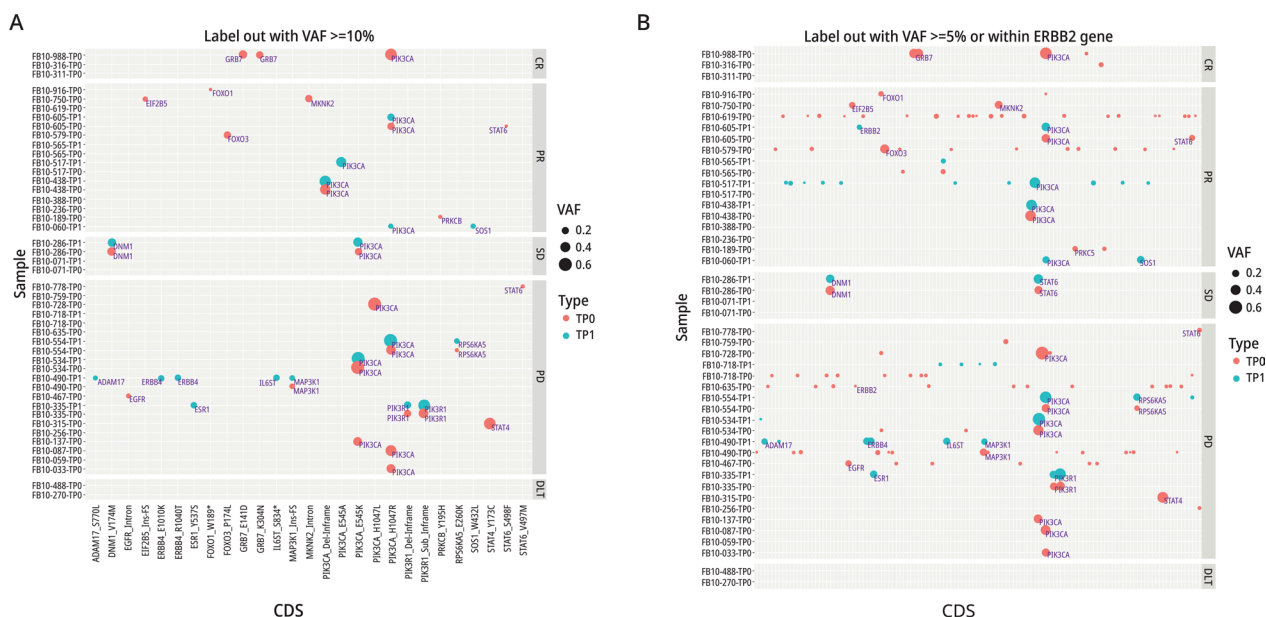 A
Label out with VAF >=10%
Sample
FB10-988-TP0
FB10-316-TP0
FB10-311-TP0
GRB7
GRB7
PIK3CA
CR
FB10-916-TP0
FB10-750-TP0
FB10-619-TP0
FB10-605-TP1
FB10-605-TP0
FB10-579-TP0
FB10-565-TP1
FB10-565-TP0
FB10-517-TP1
FB10-517-TP0
FB10-438-TP1
FB10-438-TP0
FB10-388-TP0
FB10-236-TP0
FB10-189-TP0
FB10-060-TP1
FOXO1
EIF2B5
MKNK2
PIK3CA
PIK3CA
STAT6
FOXO3
PIK3CA
PIK3CA
PIK3CA
PRKCB
PIK3CA
SOS1
PR
FB10-286-TP1
FB10-286-TP0
FB10-071-TP1
FB10-071-TP0
DNM1
PIK3CA
DNM1
PIK3CA
SD
FB10-778-TP0
FB10-759-TP0
FB10-728-TP0
FB10-718-TP1
FB10-718-TP0
FB10-635-TP0
FB10-554-TP1
FB10-554-TP0
FB10-534-TP1
FB10-534-TP0
FB10-490-TP1
FB10-490-TP0
FB10-467-TP0
FB10-335-TP1
FB10-335-TP0
FB10-315-TP0
FB10-256-TP0
FB10-137-TP0
FB10-087-TP0
FB10-059-TP0
FB10-033-TP0
STAT6
PIK3CA
PIK3CA
RPS6KA5
PIK3CA
RPS6KA5
PIK3CA
PIK3CA
ADAM17
ERBB4
ERBB4
IL6ST
MAP3K1
MAP3K1
EGFR
ESR1
PIK3R1
PIK3R1
PIK3R1
PIK3R1
STAT4
PIK3CA
PIK3CA
PIK3CA
PD
FB10-488-TP0
FB10-270-TP0
DLT
ADAM17_S770L
DNM1_V174M
EGFR_Intron
EIF2B5_Ins-FS
ERBB4_E1010K
ERBB4_R1040T
ESR1_Y537S
FOXO1_W189*
FOXO3_P174L
GRB7_E141D
GRB7_K304N
IL6ST_S834*
MAP3K1_Ins-FS
MKNK2_Intron
PIK3CA_Del-Inframe
PIK3CA_E545A
PIK3CA_E545K
PIK3CA_H1047L
PIK3CA_H1047R
PIK3R1_Del-Inframe
PIK3R1_Sub_Inframe
PRKCB_Y195H
RPS6KA5_E260K
SOS1_W432L
STAT4_Y173C
STAT6_S498F
STAT6_V497M
CDS
VAF
0.2
0.4
0.6
Type
TP0
TP1
B
Label out with VAF >=5% or within ERBB2 gene
Sample
FB10-988-TP0
FB10-316-TP0
FB10-311-TP0
GRB7
PIK3CA
CR
FB10-916-TP0
FB10-750-TP0
FB10-619-TP0
FB10-605-TP1
FB10-605-TP0
FB10-579-TP0
FB10-565-TP1
FB10-565-TP0
FB10-517-TP1
FB10-517-TP0
FB10-438-TP1
FB10-438-TP0
FB10-388-TP0
FB10-236-TP0
FB10-189-TP0
FB10-060-TP1
FOXO1
EIF2B5
MKNK2
ERBB2
PIK3CA
PIK3CA
STAT6
FOXO3
PIK3CA
PIK3CA
PIK3CA
PRKC5
PIK3CA
SOS1
PR
FB10-286-TP1
FB10-286-TP0
FB10-071-TP1
FB10-071-TP0
DNM1
STAT6
DNM1
STAT6
SD
FB10-778-TP0
FB10-759-TP0
FB10-728-TP0
FB10-718-TP1
FB10-718-TP0
FB10-635-TP0
FB10-554-TP1
FB10-554-TP0
FB10-534-TP1
FB10-534-TP0
FB10-490-TP1
FB10-490-TP0
FB10-467-TP0
FB10-335-TP1
FB10-335-TP0
FB10-315-TP0
FB10-256-TP0
FB10-137-TP0
FB10-087-TP0
FB10-059-TP0
FB10-033-TP0
STAT6
PIK3CA
ERBB2
PIK3CA
RPS6KA5
PIK3CA
RPS6KA5
PIK3CA
PIK3CA
ADAM17
ERBB4
IL6ST
MAP3K1
MAP3K1
EGFR
ESR1
PIK3R1
PIK3R1
STAT4
PIK3CA
PIK3CA
PIK3CA
PD
FB10-488-TP0
FB10-270-TP0
DLT
CDS
VAF
0.2
0.4
0.6
Type
TP0
TP1